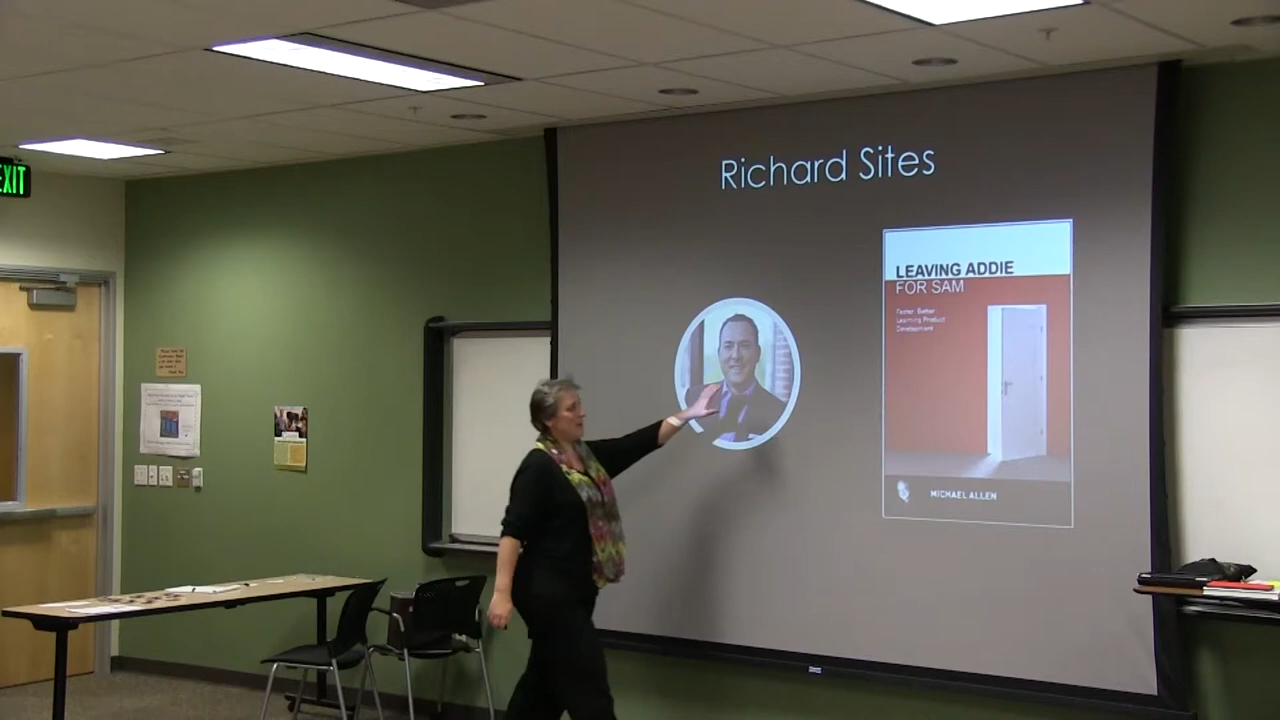 EXIT
Richard Sites
LEAVING ADDIE
FOR SAM
Faster, Better
Learning Product
Development
MICHAEL ALLEN